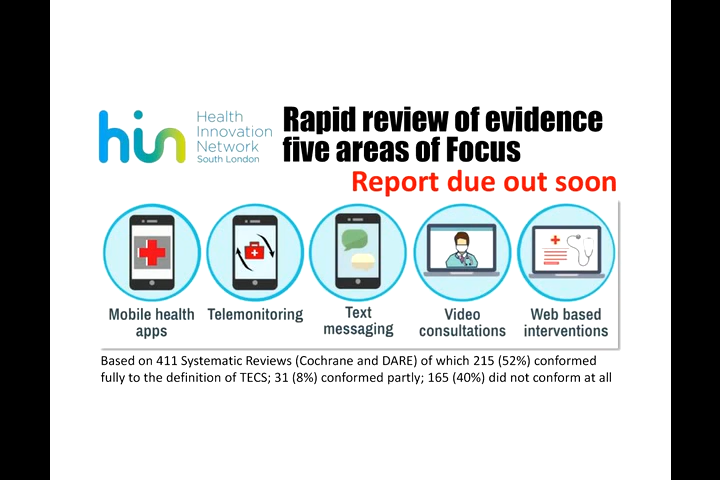 hin
Health
Innovation
Network
South London
Rapid review of evidence
five areas of Focus
Report due out soon
Mobile health
apps
Telemonitoring
Text
messaging
Video
consultations
Web based
interventions
Based on 411 Systematic Reviews (Cochrane and DARE) of which 215 (52%) conformed
fully to the definition of TECS; 31 (8%) conformed partly; 165 (40%) did not conform at all